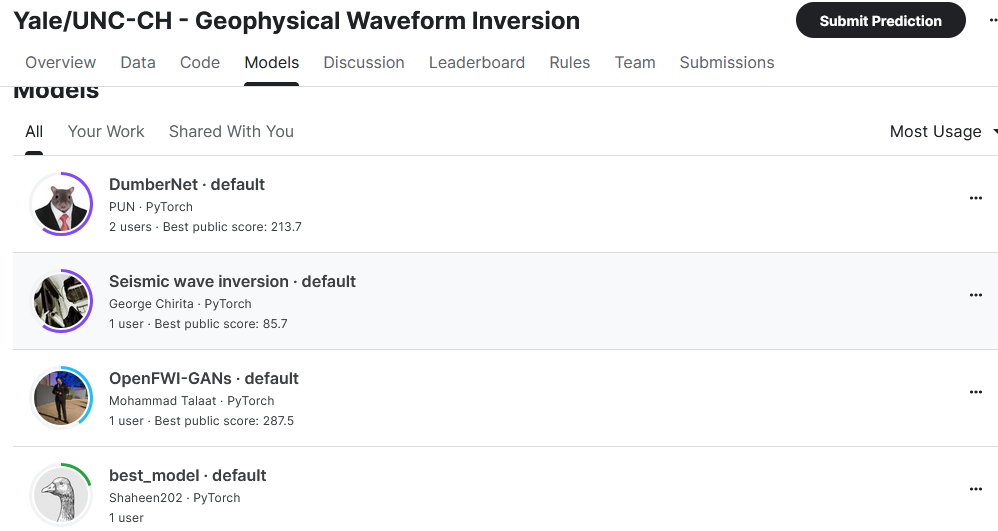 Yale/UNC-CH - Geophysical Waveform Inversion
Submit Prediction
Overview Data Code Models Discussion Leaderboard Rules Team Submissions
Models
All Your Work Shared With You
Most Usage
DumberNet · default
PUN · PyTorch
2 users · Best public score: 213.7
Seismic wave inversion · default
George Chirita · PyTorch
1 user · Best public score: 85.7
OpenFWI-GANs · default
Mohammad Talaat · PyTorch
1 user · Best public score: 287.5
best_model · default
Shaheen202 · PyTorch
1 user